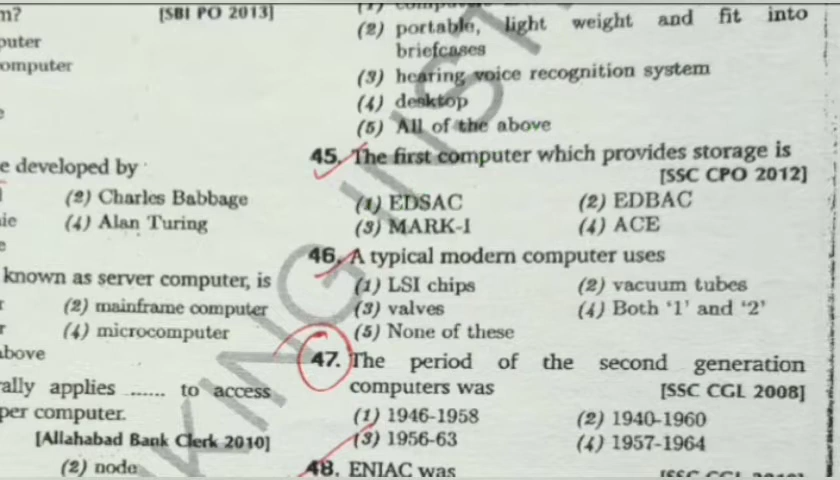 m? [SBI PO 2013]
puter
omputer
e
e developed by
(2) Charles Babbage
ie (4) Alan Turing
e
known as server computer, is
r (2) mainframe computer
r (4) microcomputer
above
rally applies ...... to access
per computer.
[Allahabad Bank Clerk 2010]
(2) node
(2) portable, light weight and fit into
briefcases
(3) hearing voice recognition system
(4) desktop
(5) All of the above
45. The first computer which provides storage is
[SSC CPO 2012]
(1) EDSAC (2) EDBAC
(3) MARK-I (4) ACE
46. A typical modern computer uses
(1) LSI chips (2) vacuum tubes
(3) valves (4) Both '1' and '2'
(5) None of these
47. The period of the second generation
computers was [SSC CGL 2008]
(1) 1946-1958 (2) 1940-1960
(3) 1956-63 (4) 1957-1964
48. ENIAC was